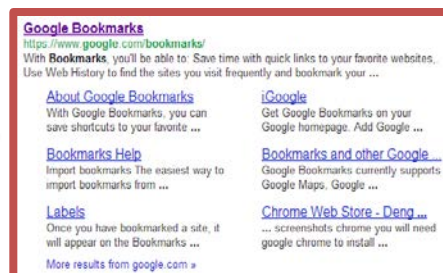 Google Bookmarks
https://www.google.com/bookmarks/
With Bookmarks, you'll be able to: Save time with quick links to your favorite websites,
Use Web History to find the sites you visit frequently and bookmark your ...
About Google Bookmarks
With Google Bookmarks, you can
save shortcuts to your favorite ...
iGoogle
Get Google Bookmarks on your
Google homepage. Add Google ...
Bookmarks Help
Import bookmarks The easiest way to
import bookmarks from ...
Bookmarks and other Google ...
Google Bookmarks currently supports
Google Maps, Google ...
Labels
Once you have bookmarked a site, it
will appear on the Bookmarks ...
Chrome Web Store - Deng ...
... screenshots chrome you will need
google chrome to install ...
More results from google.com »